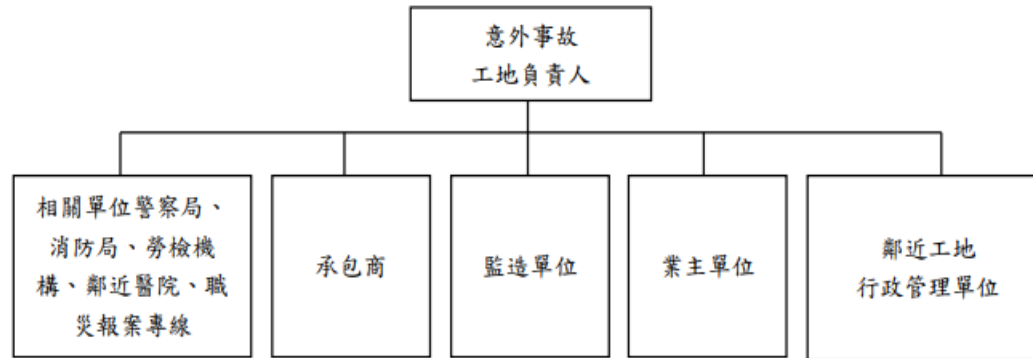 意外事故
工地負責人
相關單位警察局、
消防局、勞檢機
構、鄰近醫院、職
災報案專線
承包商
監造單位
業主單位
鄰近工地
行政管理單位